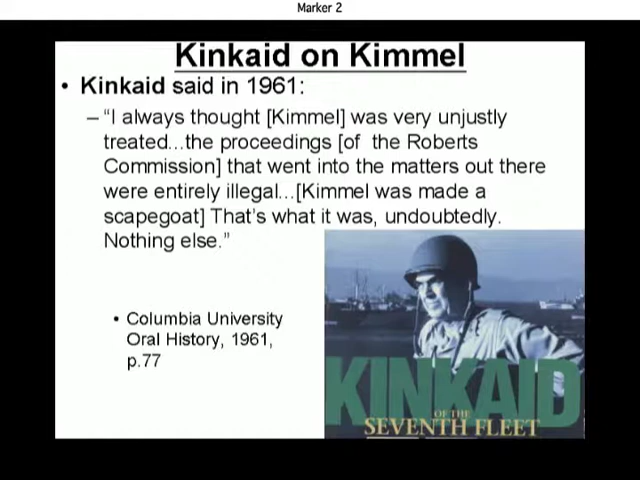 Marker 2
Kinkaid on Kimmel
• Kinkaid said in 1961:
– “I always thought [Kimmel] was very unjustly
treated...the proceedings [of the Roberts
Commission] that went into the matters out there
were entirely illegal...[Kimmel was made a
scapegoat] That’s what it was, undoubtedly.
Nothing else.”
• Columbia University
Oral History, 1961,
p.77
KINKAID
OF THE
SEVENTH FLEET